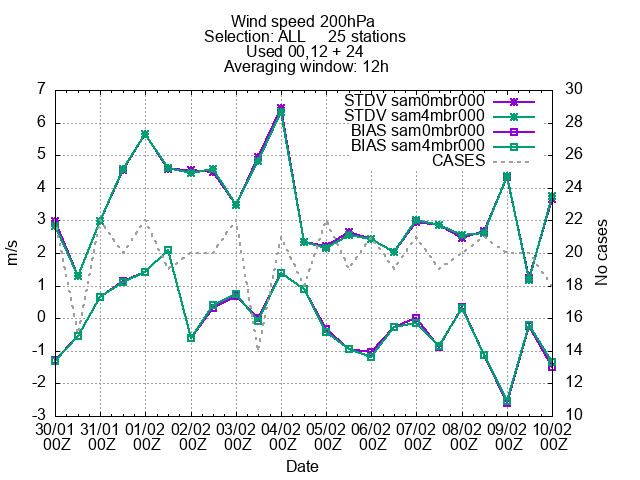 Wind speed 200hPa
Selection: ALL 25 stations
Used 00,12 + 24
Averaging window: 12h
STDV sam0mbr000
STDV sam4mbr000
BIAS sam0mbr000
BIAS sam4mbr000
CASES
7
6
5
4
3
2
1
0
-1
-2
-3
m/s
30
28
26
24
22
20
18
16
14
12
10
No cases
30/01 31/01 01/02 02/02 03/02 04/02 05/02 06/02 07/02 08/02 09/02 10/02
00Z 00Z 00Z 00Z 00Z 00Z 00Z 00Z 00Z 00Z 00Z 00Z
Date